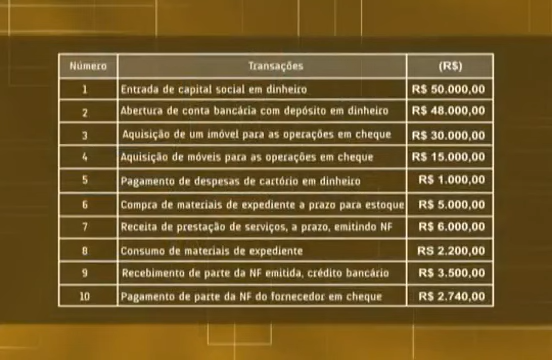 Número Transações (R$)
1 Entrada de capital social em dinheiro R$ 50.000,00
2 Abertura de conta bancária com depósito em dinheiro R$ 48.000,00
3 Aquisição de um imóvel para as operações em cheque R$ 30.000,00
4 Aquisição de móveis para as operações em cheque R$ 15.000,00
5 Pagamento de despesas de cartório em dinheiro R$ 1.000,00
6 Compra de materiais de expediente a prazo para estoque R$ 5.000,00
7 Receita de prestação de serviços, a prazo, emitindo NF R$ 6.000,00
8 Consumo de materiais de expediente RS 2.200,00
9 Recebimento de parte da NF emitida, crédito bancário R$ 3.500,00
10 Pagamento de parte da NF do fornecedor em cheque R$ 2.740,00